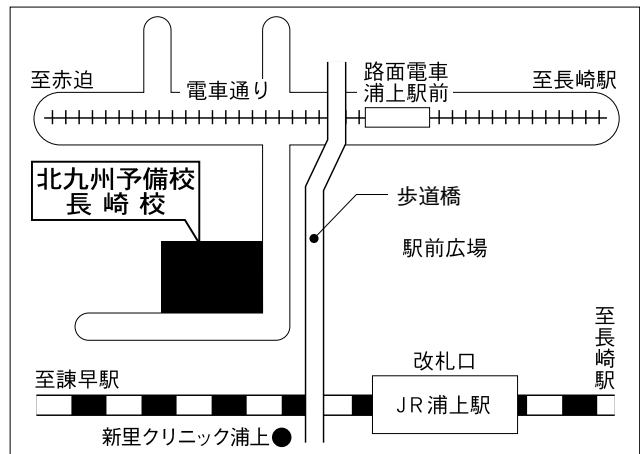 至赤迫
電車通り
路面電車
浦上駅前
至長崎駅
北九州予備校
長崎校
歩道橋
駅前広場
至長崎駅
改札口
至諫早駅
JR浦上駅
新里クリニック浦上